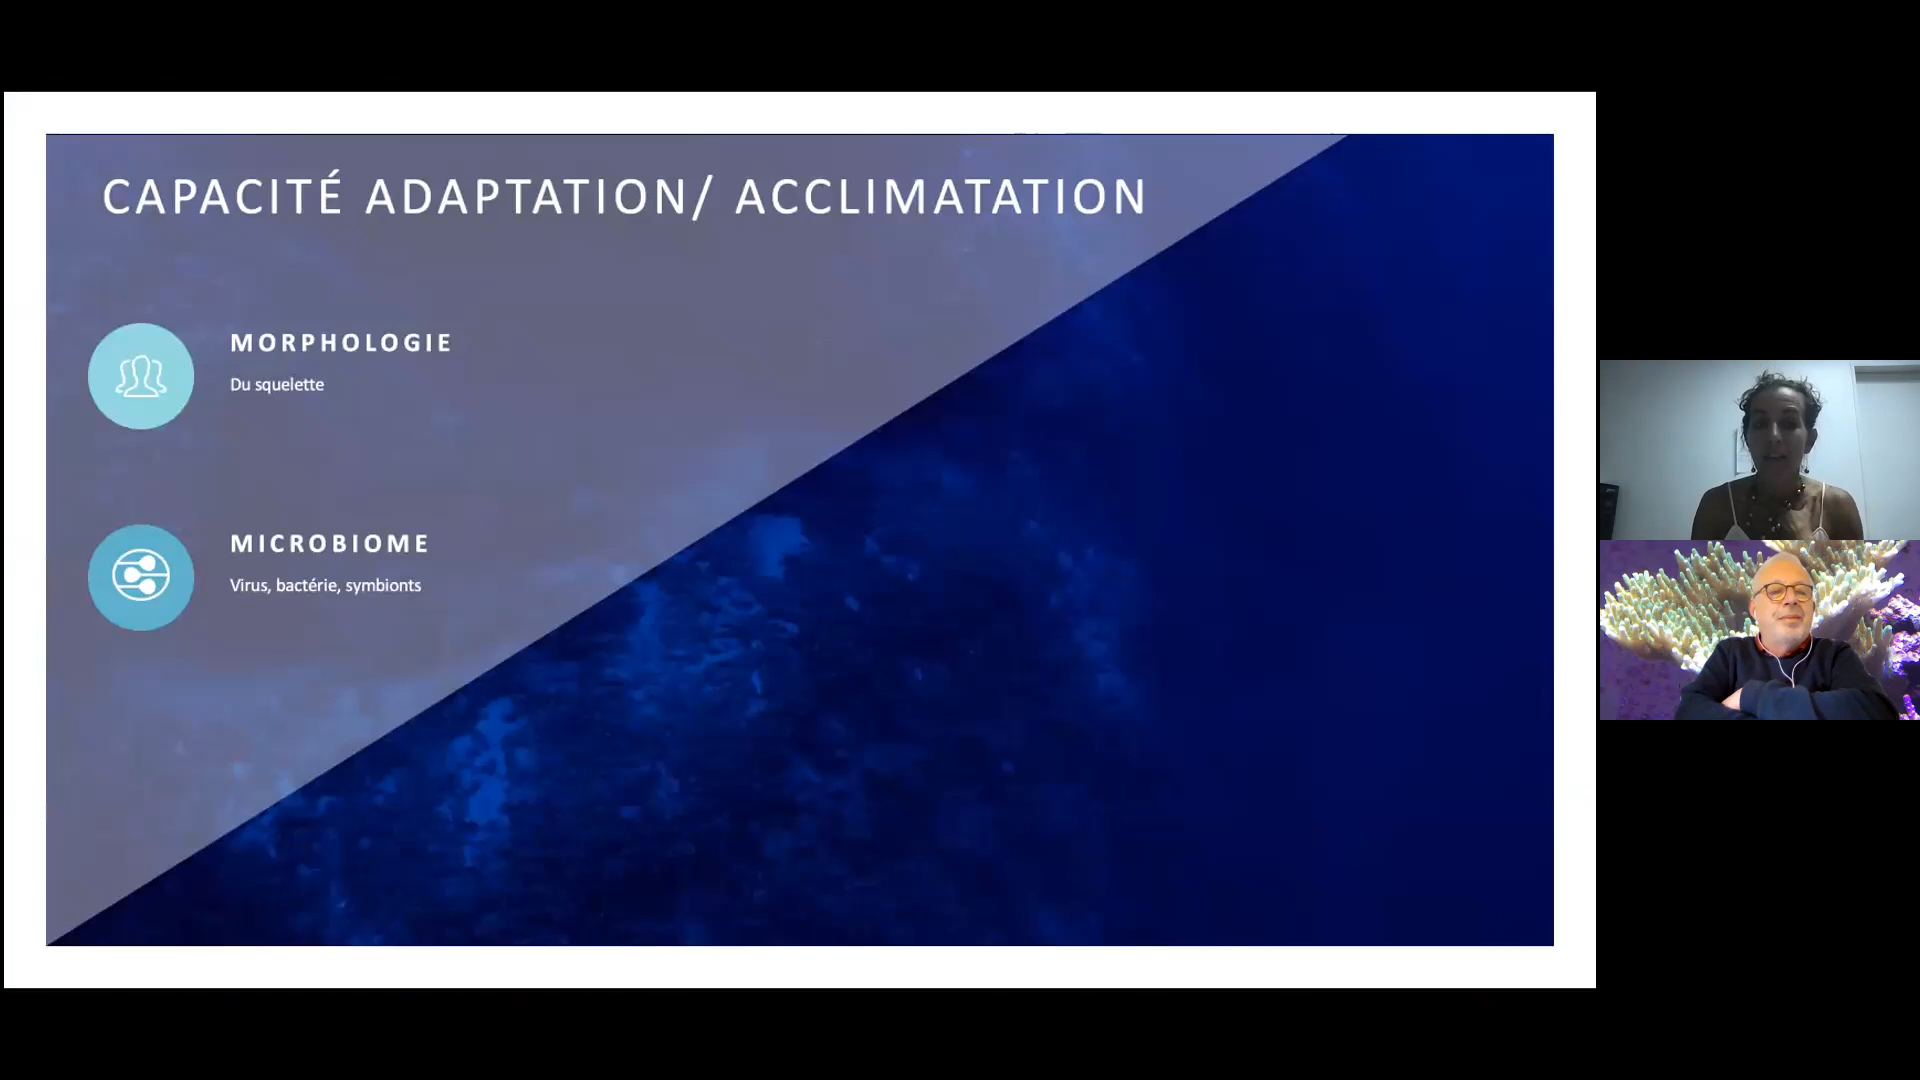 CAPACITÉ ADAPTATION/ ACCLIMATATION
MORPHOLOGIE
Du squelette
MICROBIOME
Virus, bactérie, symbionts